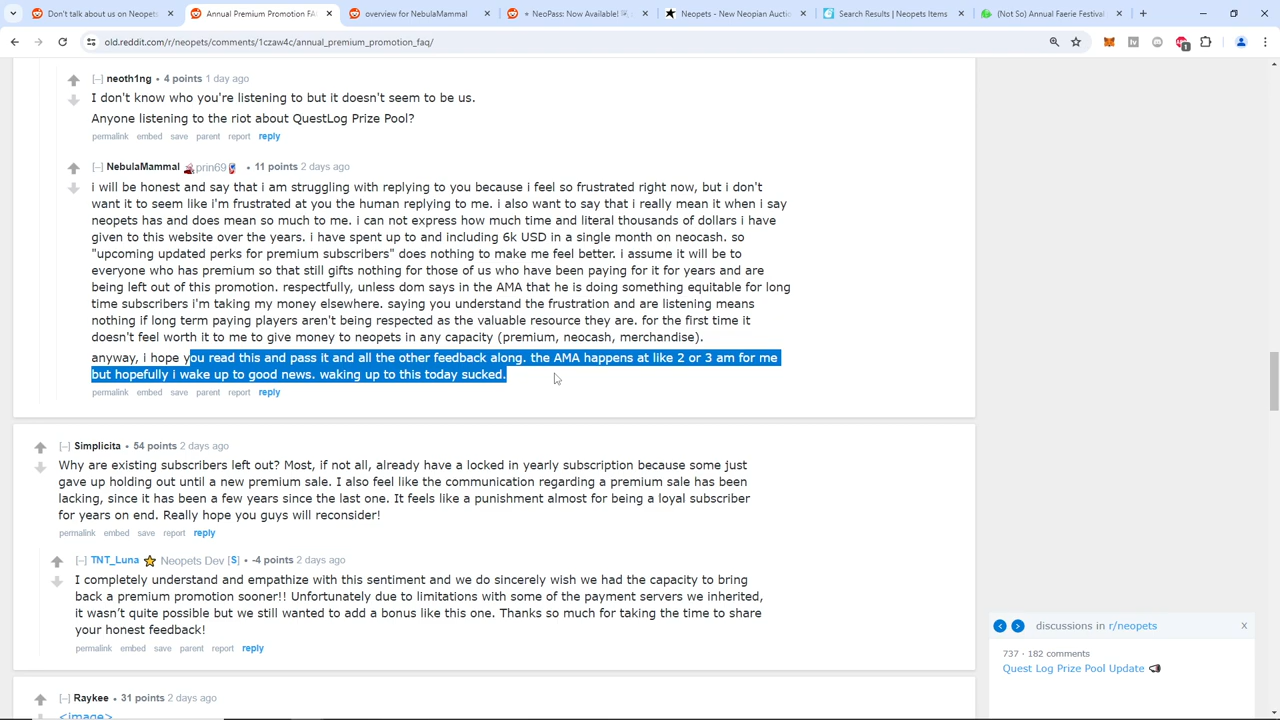 Don't talk about us on Neopets
Annual Premium Promotion FA
overview for NebulaMammal
NeoPass: Now Available!
Neopets - New Neopian Auction
Search Results | Neopets Items
(Not So) Annual Faerie Festival
old.reddit.com/r/neopets/comments/1czaw4c/annual_premium_promotion_faq/
[–] neoth1ng • 4 points 1 day ago
I don't know who you're listening to but it doesn't seem to be us.
Anyone listening to the riot about QuestLog Prize Pool?
permalink embed save parent report reply
[–] NebulaMammal prin69 • 11 points 2 days ago
i will be honest and say that i am struggling with replying to you because i feel so frustrated right now, but i don't
want it to seem like i'm frustrated at you the human replying to me. i also want to say that i really mean it when i say
neopets has and does mean so much to me. i can not express how much time and literal thousands of dollars i have
given to this website over the years. i have spent up to and including 6k USD in a single month on neocash. so
"upcoming updated perks for premium subscribers" does nothing to make me feel better. i assume it will be to
everyone who has premium so that still gifts nothing for those of us who have been paying for it for years and are
being left out of this promotion. respectfully, unless dom says in the AMA that he is doing something equitable for long
time subscribers i'm taking my money elsewhere. saying you understand the frustration and are listening means
nothing if long term paying players aren't being respected as the valuable resource they are. for the first time it
doesn't feel worth it to me to give money to neopets in any capacity (premium, neocash, merchandise).
anyway, i hope you read this and pass it and all the other feedback along. the AMA happens at like 2 or 3 am for me
but hopefully i wake up to good news. waking up to this today sucked.
permalink embed save parent report reply
[–] Simplicita • 54 points 2 days ago
Why are existing subscribers left out? Most, if not all, already have a locked in yearly subscription because some just
gave up holding out until a new premium sale. I also feel like the communication regarding a premium sale has been
lacking, since it has been a few years since the last one. It feels like a punishment almost for being a loyal subscriber
for years on end. Really hope you guys will reconsider!
permalink embed save report reply
[–] TNT_Luna Neopets Dev [S] • -4 points 2 days ago
I completely understand and empathize with this sentiment and we do sincerely wish we had the capacity to bring
back a premium promotion sooner!! Unfortunately due to limitations with some of the payment servers we inherited,
it wasn't quite possible but we still wanted to add a bonus like this one. Thanks so much for taking the time to share
your honest feedback!
permalink embed save parent report reply
[–] Raykee • 31 points 2 days ago
<image>
discussions in r/neopets X
737 · 182 comments
Quest Log Prize Pool Update